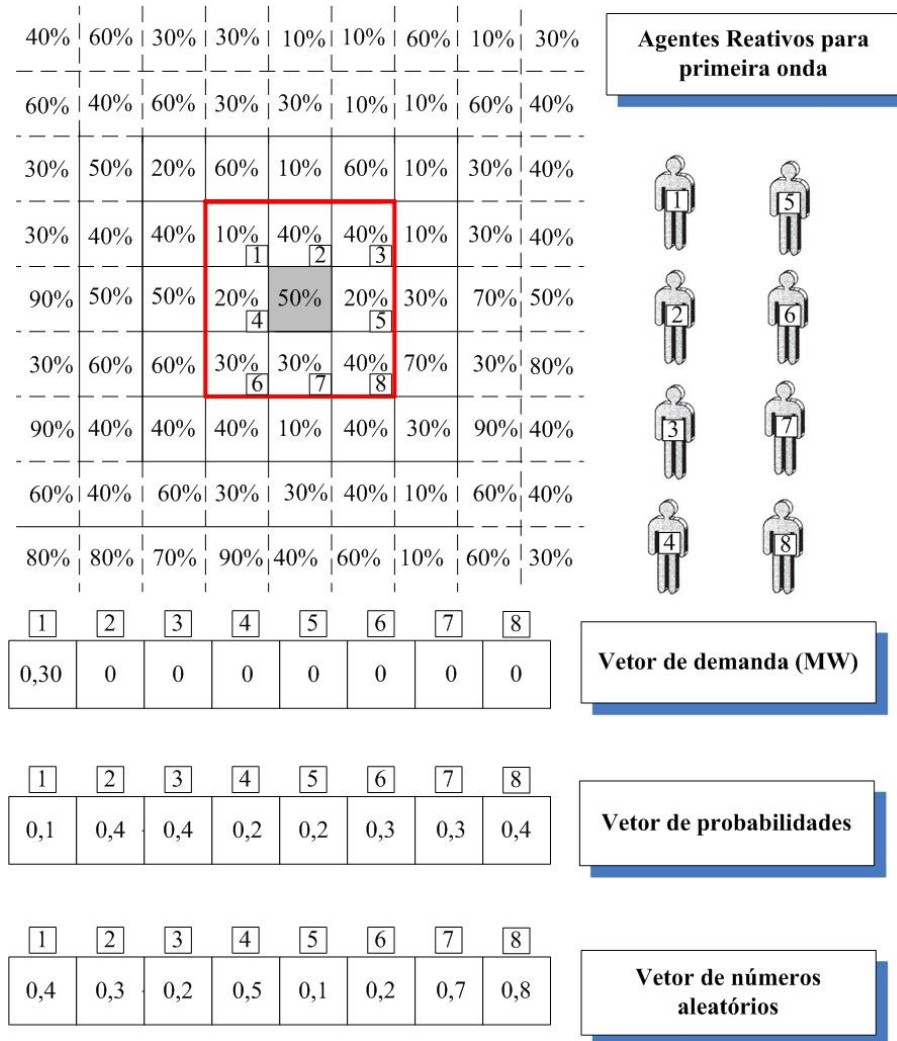 40% 60% 30% 30% 10% 10% 60% 10% 30%
60% 40% 60% 30% 30% 10% 10% 60% 40%
30% 50% 20% 60% 10% 60% 10% 30% 40%
30% 40% 40% 10% 40% 40% 10% 30% 40%
1 2 3
90% 50% 50% 20% 50% 20% 30% 70% 50%
4 5
30% 60% 60% 30% 30% 40% 70% 30% 80%
6 7 8
90% 40% 40% 40% 10% 40% 30% 90% 40%
60% 40% 60% 30% 30% 40% 10% 60% 40%
80% 80% 70% 90% 40% 60% 10% 60% 30%
Agentes Reativos para
primeira onda
1 5
2 6
3 7
4 8
1 2 3 4 5 6 7 8
0,30 0 0 0 0 0 0 0
Vetor de demanda (MW)
1 2 3 4 5 6 7 8
0,1 0,4 0,4 0,2 0,2 0,3 0,3 0,4
Vetor de probabilidades
1 2 3 4 5 6 7 8
0,4 0,3 0,2 0,5 0,1 0,2 0,7 0,8
Vetor de números
aleatórios